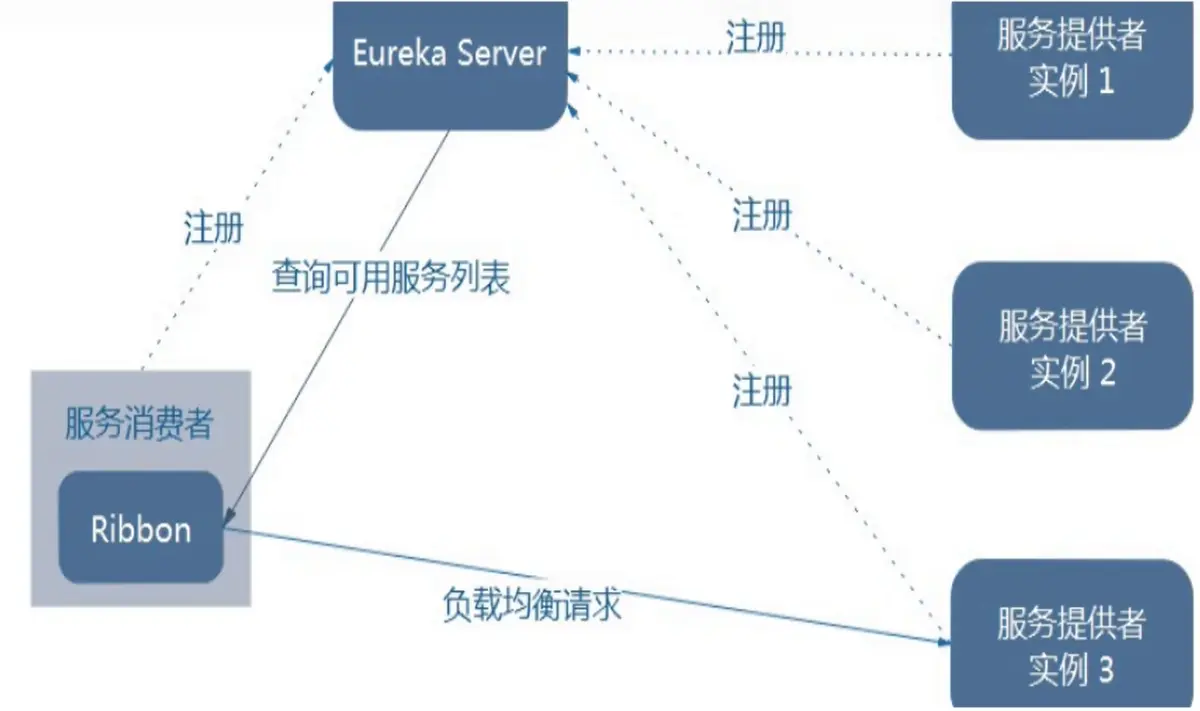 Eureka Server
注册
服务提供者
实例 1
注册
注册
查询可用服务列表
服务提供者
实例 2
注册
服务消费者
Ribbon
负载均衡请求
服务提供者
实例 3